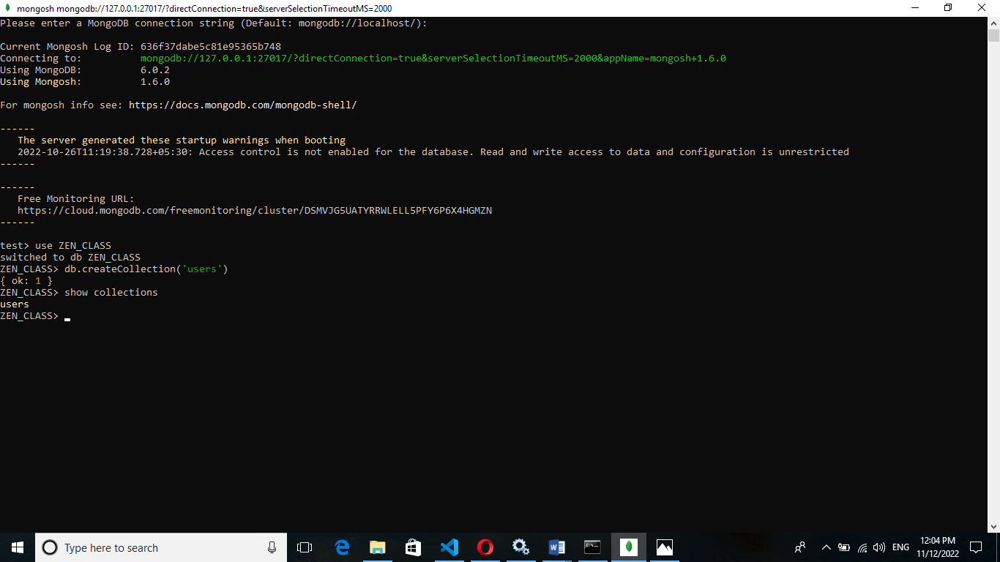 mongosh mongodb://127.0.0.1:27017/?directConnection=true&serverSelectionTimeoutMS=2000
Please enter a MongoDB connection string (Default: mongodb://localhost/):
Current Mongosh Log ID: 636f37dabe5c81e95365b748
Connecting to: mongodb://127.0.0.1:27017/?directConnection=true&serverSelectionTimeoutMS=2000&appName=mongosh+1.6.0
Using MongoDB: 6.0.2
Using Mongosh: 1.6.0
For mongosh info see: https://docs.mongodb.com/mongodb-shell/
------
The server generated these startup warnings when booting
2022-10-26T11:19:38.728+05:30: Access control is not enabled for the database. Read and write access to data and configuration is unrestricted
------
------
Free Monitoring URL:
https://cloud.mongodb.com/freemonitoring/cluster/DSMVJG5UATYRRWLELL5PFY6P6X4HGMZN
------
test> use ZEN_CLASS
switched to db ZEN_CLASS
ZEN_CLASS> db.createCollection('users')
{ ok: 1 }
ZEN_CLASS> show collections
users
ZEN_CLASS>
Type here to search
ENG
12:04 PM
11/12/2022